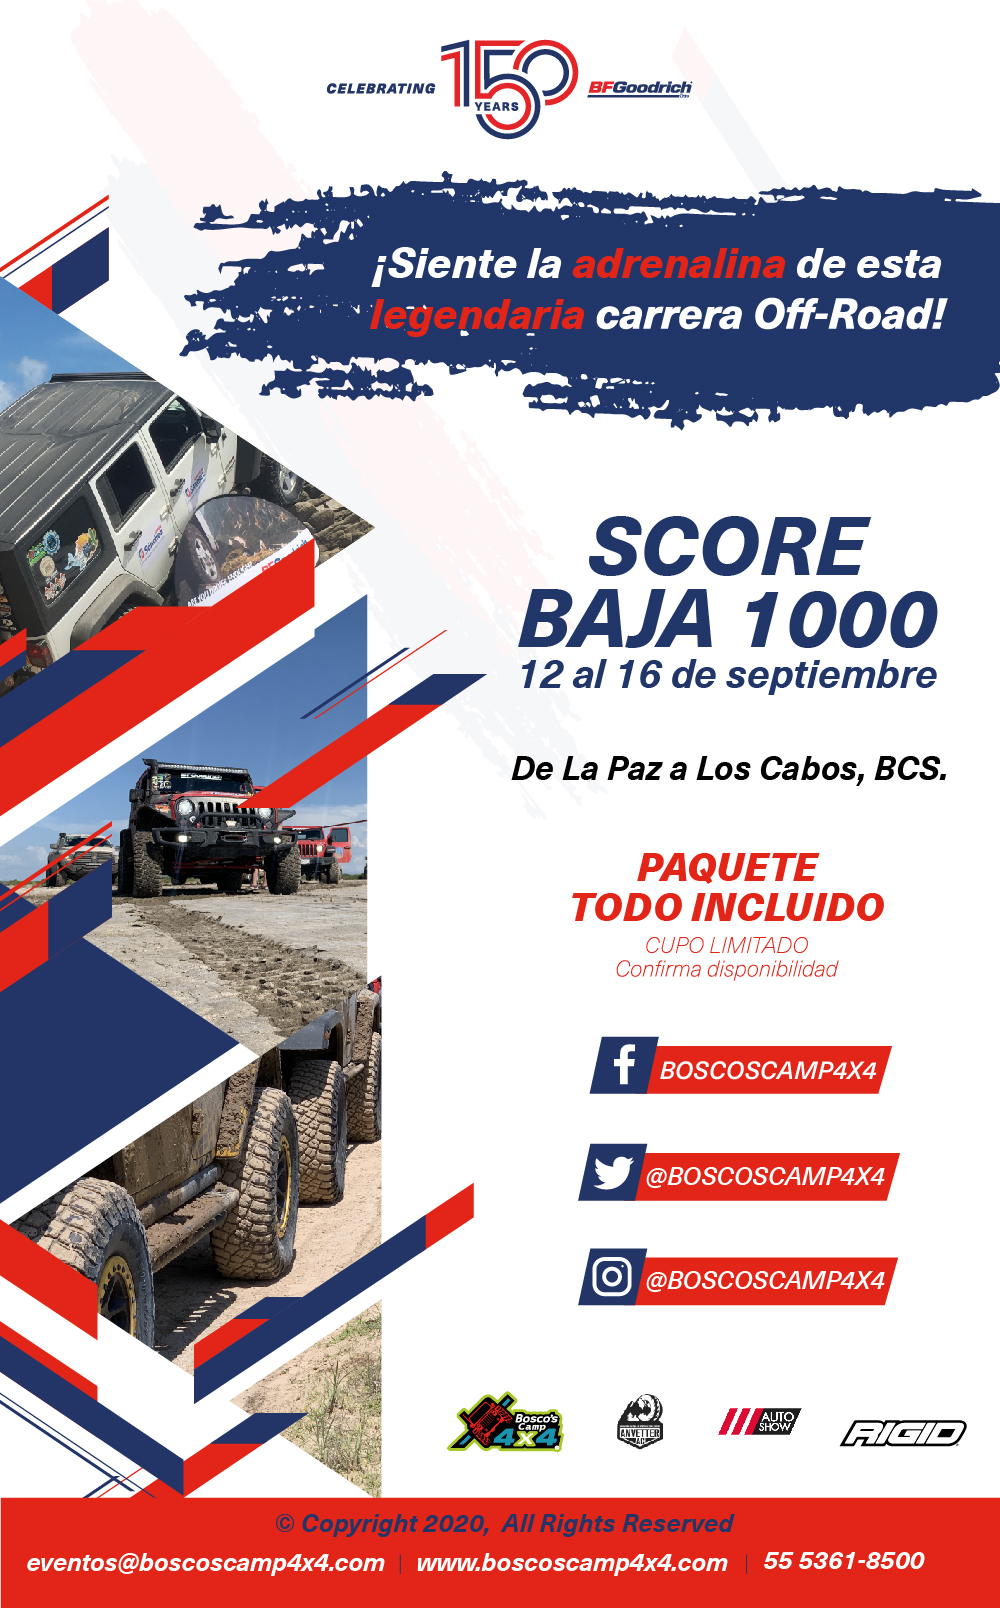 CELEBRATING 150 YEARS BFGoodrich
¡Siente la adrenalina de esta
legendaria carrera Off-Road!
SCORE
BAJA 1000
12 al 16 de septiembre
De La Paz a Los Cabos, BCS.
PAQUETE
TODO INCLUIDO
CUPO LIMITADO
Confirma disponibilidad
BOSCOSCAMP4X4
@BOSCOSCAMP4X4
@BOSCOSCAMP4X4
Bosco's
Camp
4x4
ANVETTER
AC
AUTO
SHOW
RIGID
© Copyright 2020, All Rights Reserved
eventos@boscoscamp4x4.com | www.boscoscamp4x4.com | 55 5361-8500